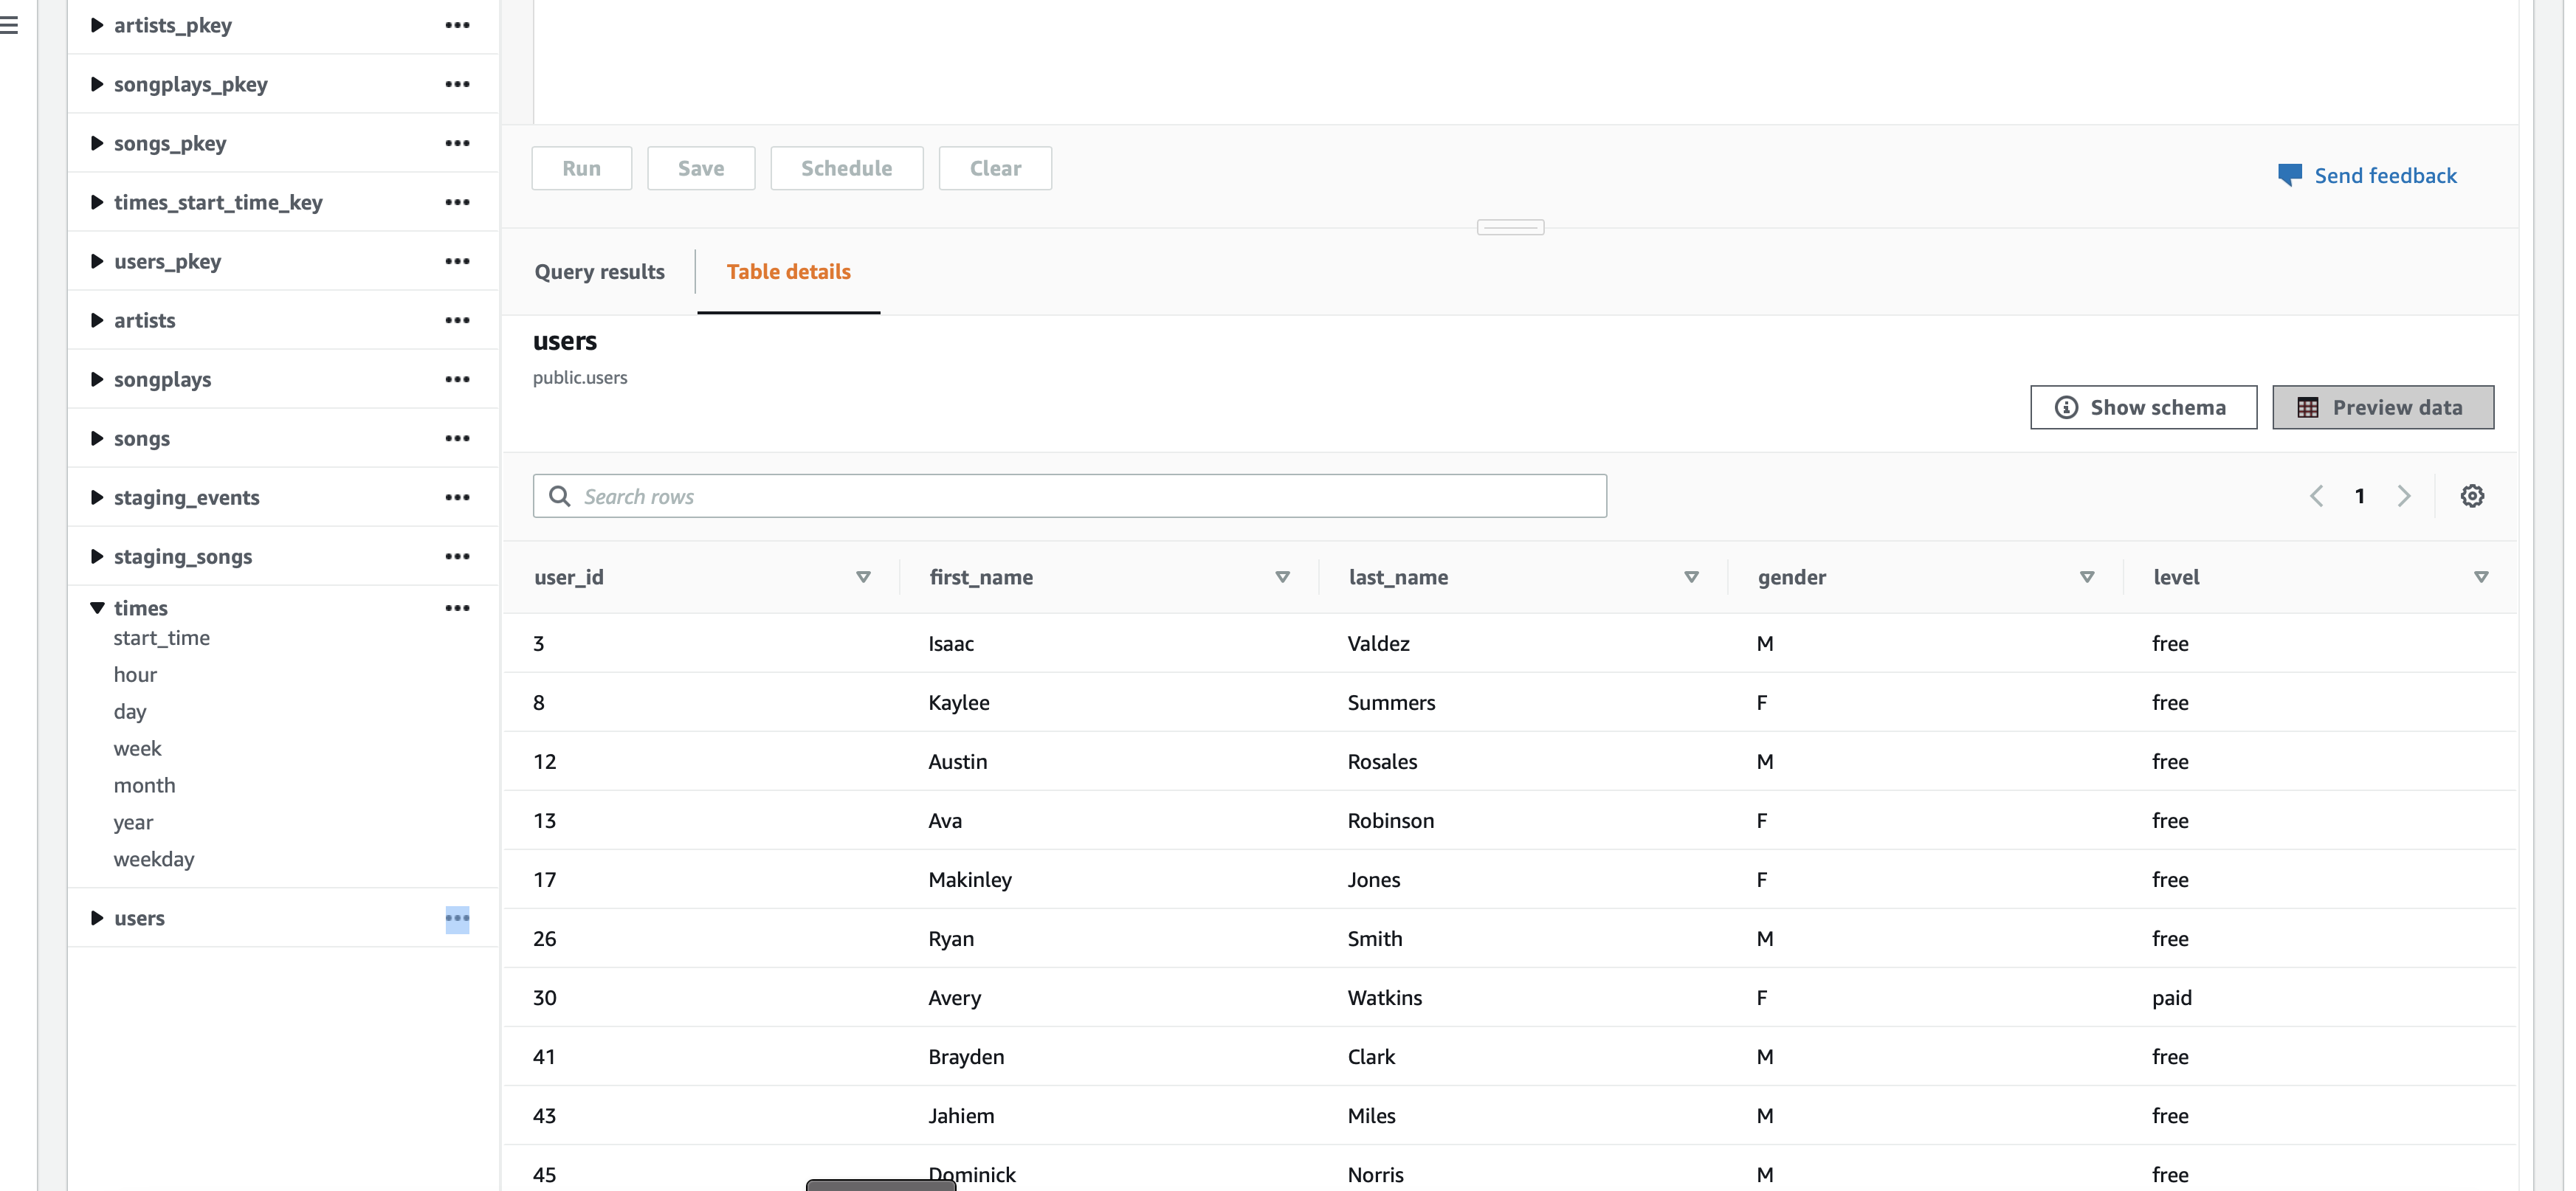 artists_pkey
songplays_pkey
songs_pkey
times_start_time_key
users_pkey
artists
songplays
songs
staging_events
staging_songs
times
start_time
hour
day
week
month
year
weekday
users
Run Save Schedule Clear
Send feedback
Query results Table details
users
public.users
Show schema Preview data
Search rows
1
user_id first_name last_name gender level
3 Isaac Valdez M free
8 Kaylee Summers F free
12 Austin Rosales M free
13 Ava Robinson F free
17 Makinley Jones F free
26 Ryan Smith M free
30 Avery Watkins F paid
41 Brayden Clark M free
43 Jahiem Miles M free
45 Dominick Norris M free